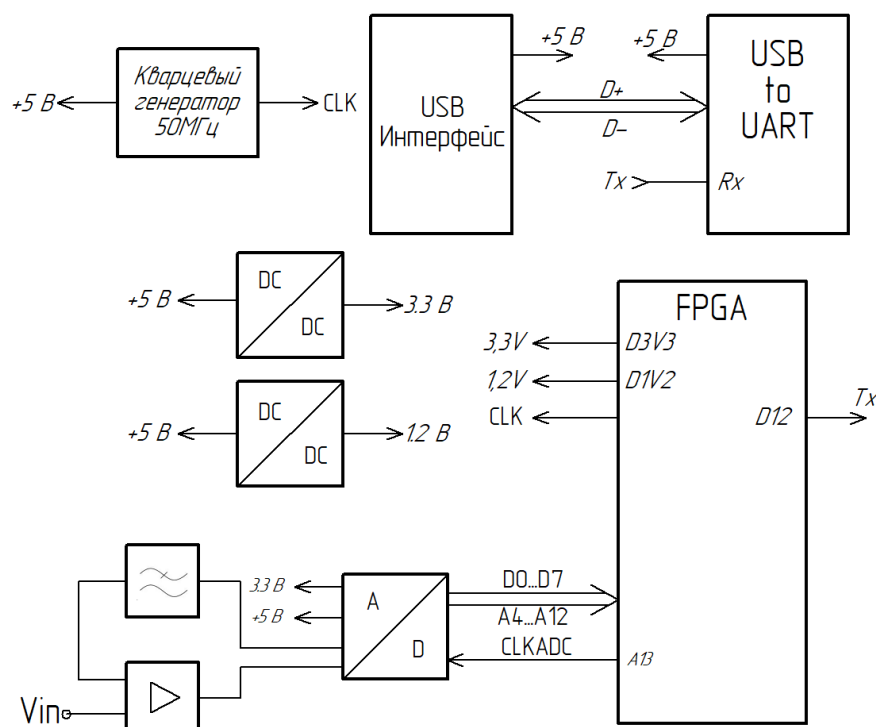 Кварцевый
генератор
50МГц
+5 В
CLK
USB
Интерфейс
+5 В
+5 В
D+
D-
USB
to
UART
Tx
Rx
+5 В
DC
DC
3.3 В
+5 В
DC
DC
1.2 В
FPGA
3,3V
D3V3
1,2V
D1V2
CLK
D12
Tx
3.3 В
+5 В
A
D
D0...D7
A4...A12
CLKADC
A13
Vin